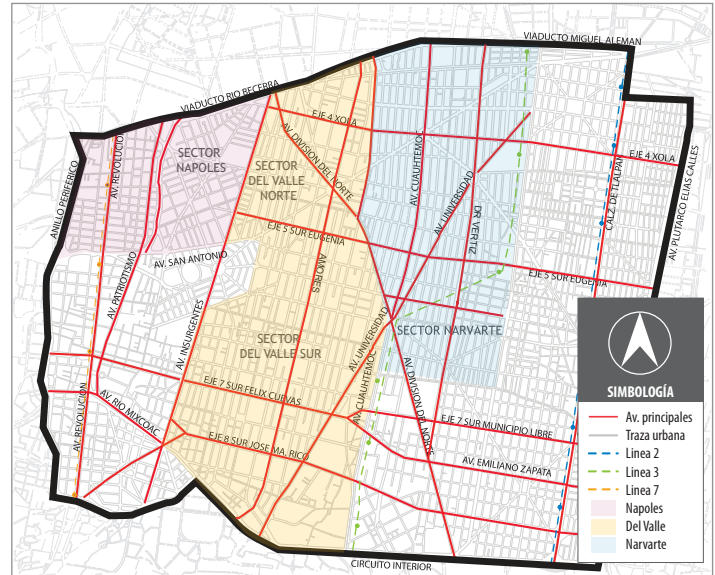 VIADUCTO MIGUEL ALEMAN
VIADUCTO RIO BECERRA
EJE 4 XOLA
AV. DIVISION DEL NORTE
AV. REVOLUCION
SECTOR
NAPOLES
SECTOR
DEL VALLE
NORTE
AV. CUAUHTEMOC
AV. UNIVERSIDAD
DR. VERTIZ
EJE 4 XOLA
CALZ. DE TLALPAN
AV. PLUTARCO ELIAS CALLES
ANILLO PERIFERICO
AV. PATRIOTISMO
AV. SAN ANTONIO
EJE 5 SUR EUGENIA
AMORES
EJE 5 SUR EUGENIA
AV. INSURGENTES
SECTOR
DEL VALLE SUR
AV. UNIVERSIDAD
SECTOR NARVARTE
AV. CUAUHTEMOC
AV. DIVISION DEL NORTE
EJE 7 SUR FELIX CUEVAS
AV. REVOLUCION
AV. RIO MIXCOAC
EJE 7 SUR MUNICIPIO LIBRE
EJE 8 SUR JOSE MA. RICO
AV. EMILIANO ZAPATA
CIRCUITO INTERIOR
SIMBOLOGÍA
Av. principales
Traza urbana
Linea 2
Linea 3
Linea 7
Napoles
Del Valle
Narvarte